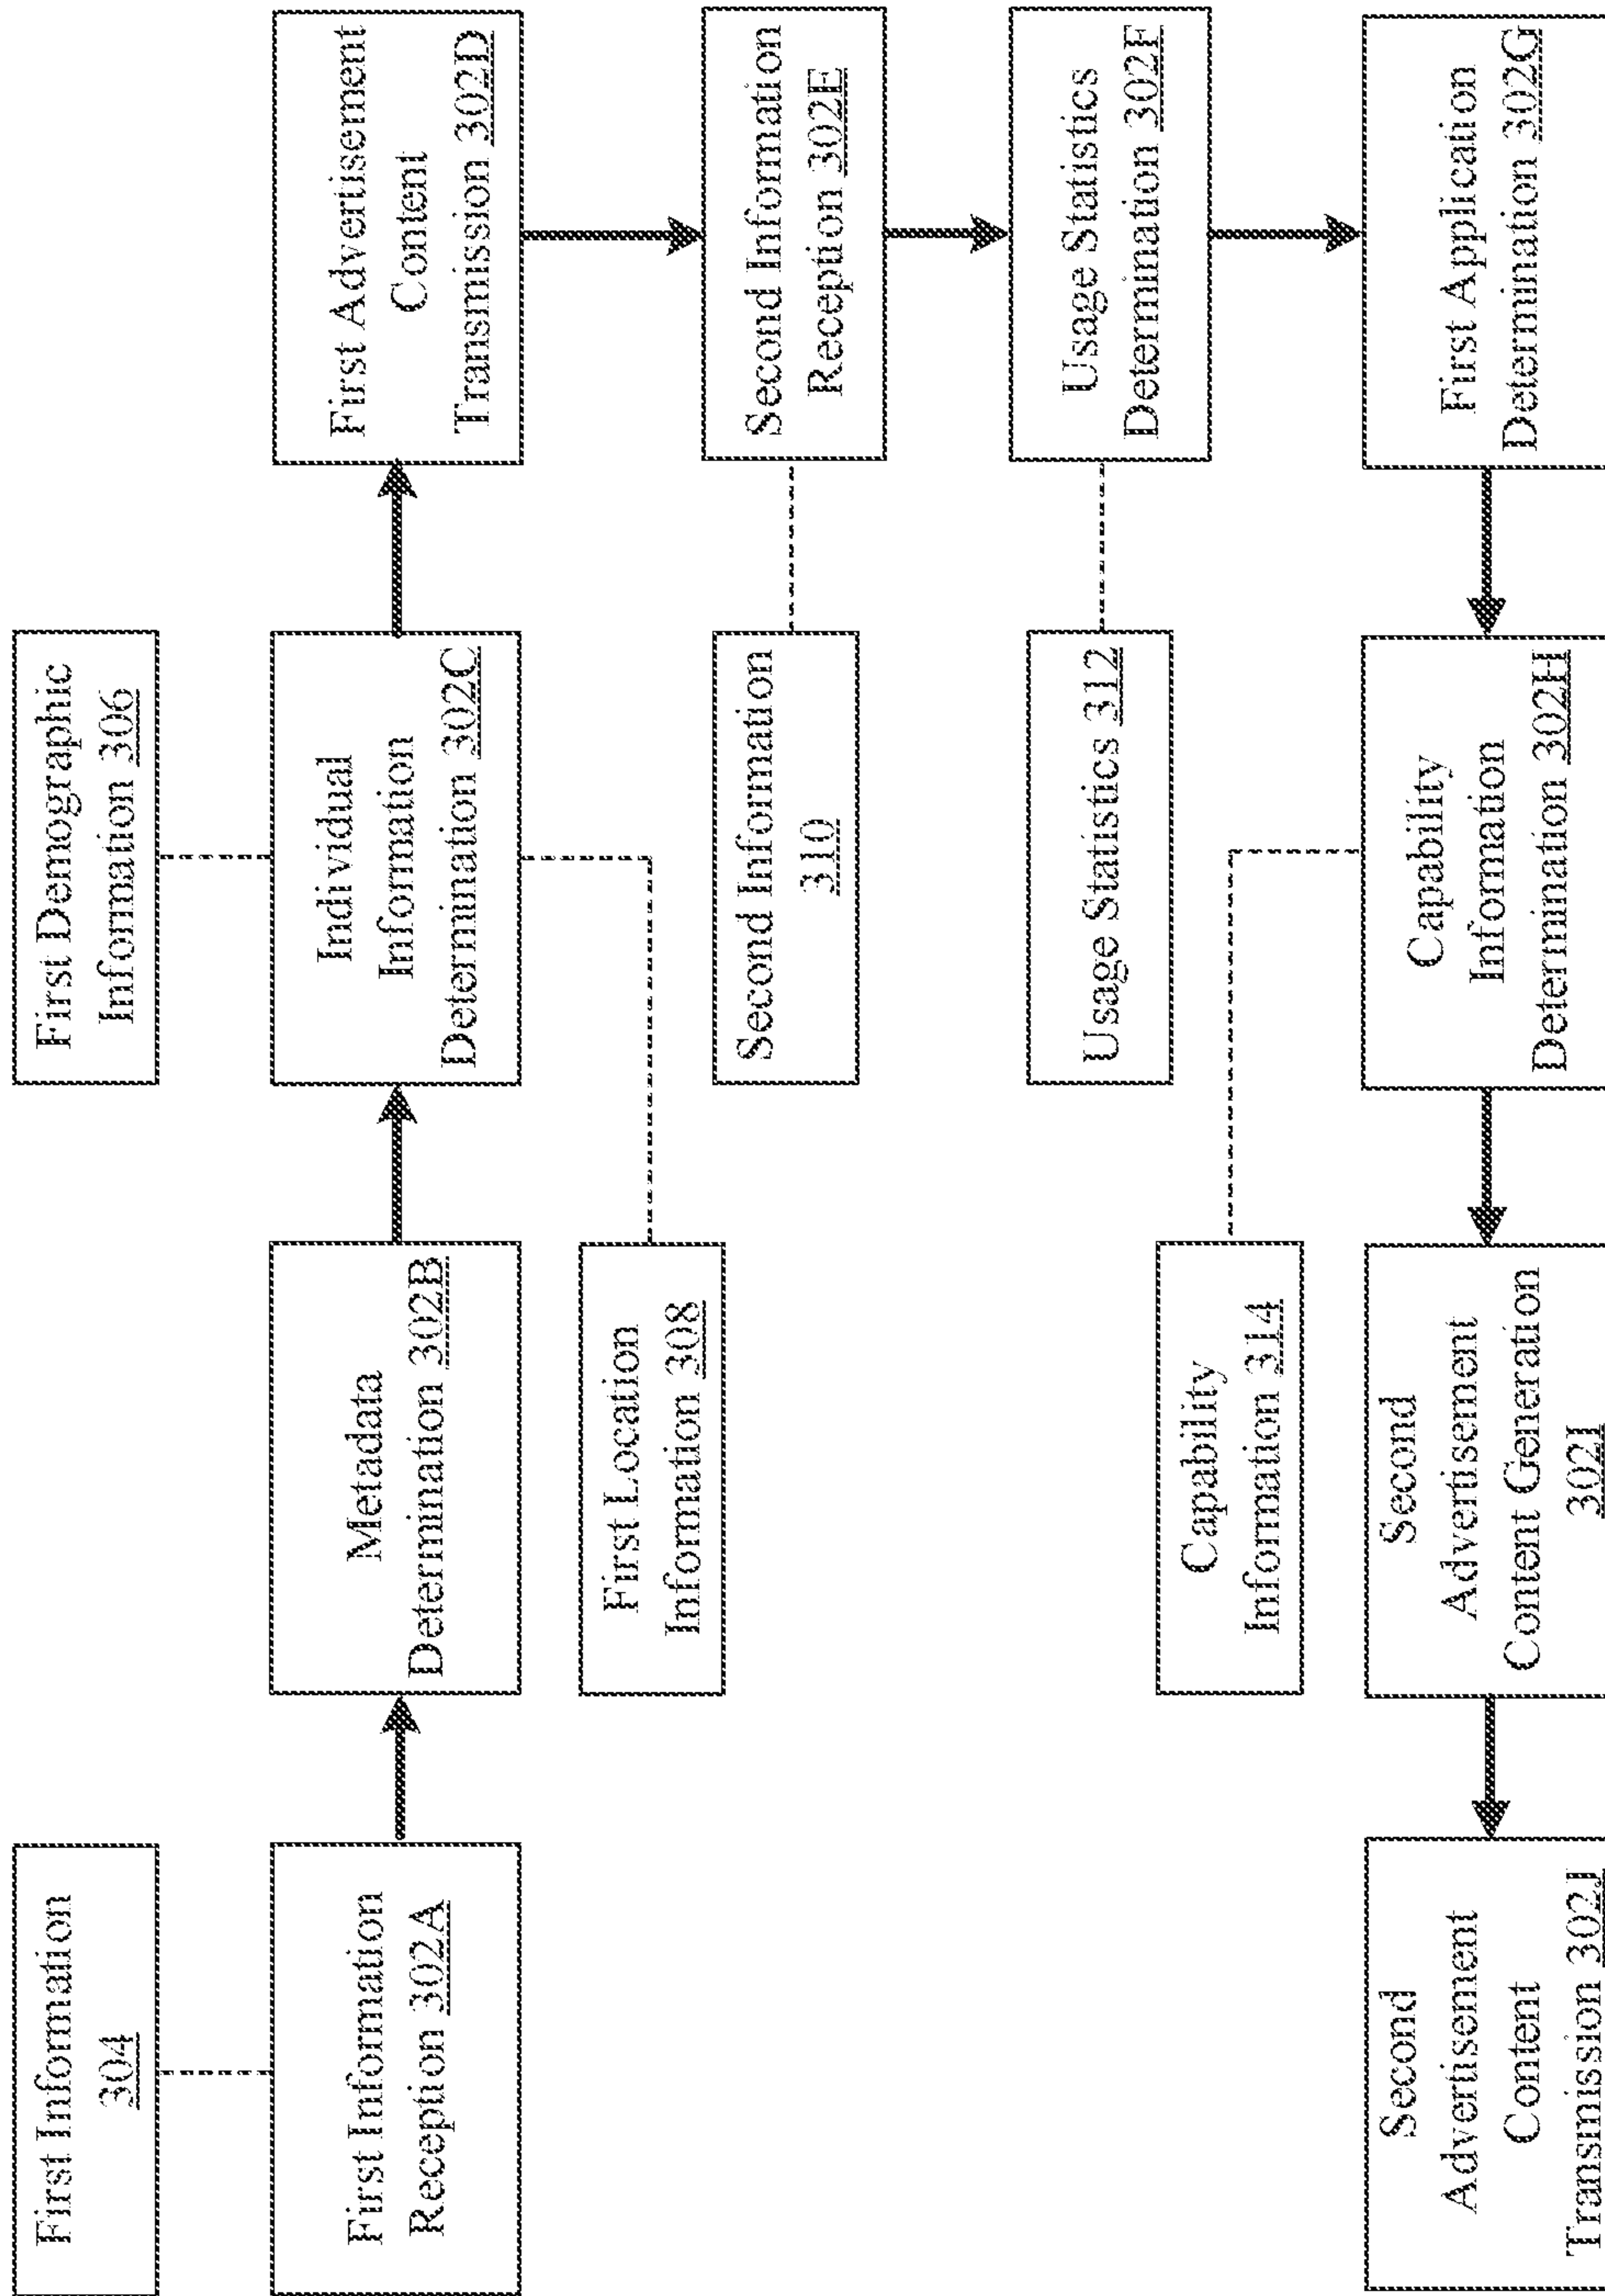 First Information
304
First Information
Reception 302A
Metadata
Determination 302B
First Location
Information 308
First Demographic
Information 306
Individual
Information
Determination 302C
First Advertisement
Content
Transmission 302D
Second Information
310
Second Information
Reception 302E
Usage Statistics 312
Usage Statistics
Determination 302F
First Application
Determination 302G
Capability
Information
Determination 302H
Capability
Information 314
Second
Advertisement
Content Generation
302I
Second
Advertisement
Content
Transmission 302J